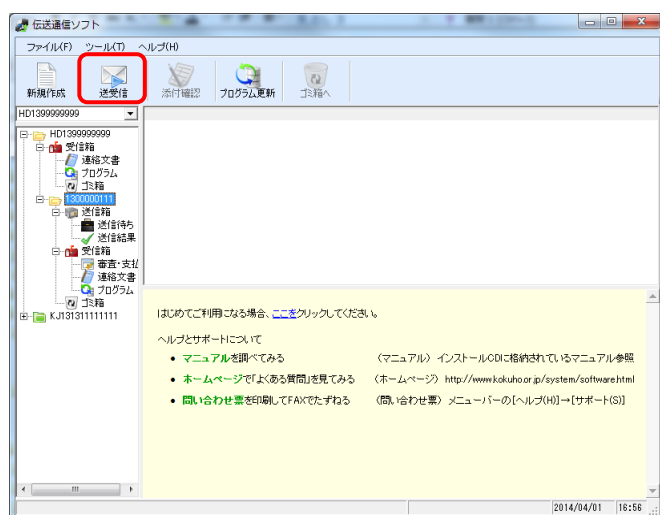 伝送通信ソフト
ファイル(F) ツール(T) ヘルプ(H)
新規作成 送受信 添付確認 プログラム更新 ゴミ箱へ
HD1399999999
HD1399999999
受信箱
連絡文書
プログラム
ゴミ箱
1300000111
送信箱
送信待ち
送信結果
受信箱
審査・支払
連絡文書
プログラム
ゴミ箱
KJ131311111111
はじめてご利用になる場合、ここをクリックしてください。
ヘルプとサポートについて
• マニュアルを調べてみる (マニュアル) インストールCDに格納されているマニュアル参照
• ホームページで「よくある質問」を見てみる (ホームページ) http://www.kokuho.or.jp/system/software.html
• 問い合わせ票を印刷してFAXでたずねる (問い合わせ票) メニューバーの[ヘルプ(H)]→[サポート(S)]
2014/04/01 16:56